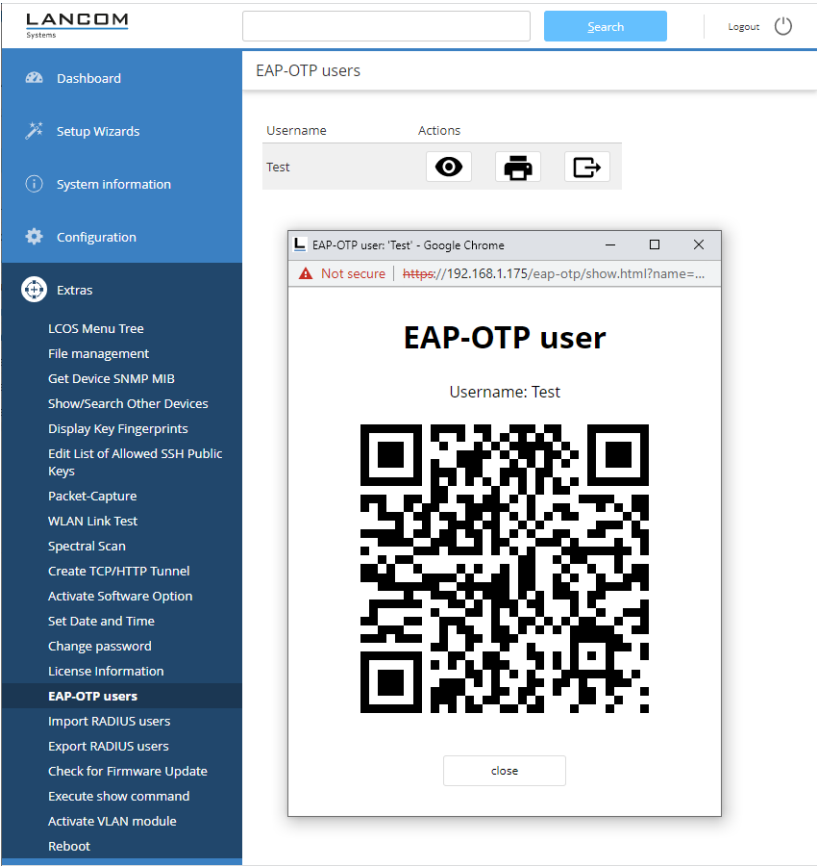 LANCOM
Systems
Search
Logout
Dashboard
Setup Wizards
System information
Configuration
Extras
LCOS Menu Tree
File management
Get Device SNMP MIB
Show/Search Other Devices
Display Key Fingerprints
Edit List of Allowed SSH Public
Keys
Packet-Capture
WLAN Link Test
Spectral Scan
Create TCP/HTTP Tunnel
Activate Software Option
Set Date and Time
Change password
License Information
EAP-OTP users
Import RADIUS users
Export RADIUS users
Check for Firmware Update
Execute show command
Activate VLAN module
Reboot
EAP-OTP users
Username Actions
Test
EAP-OTP user: 'Test' - Google Chrome
Not secure | https://192.168.1.175/eap-otp/show.html?name=...
EAP-OTP user
Username: Test
close